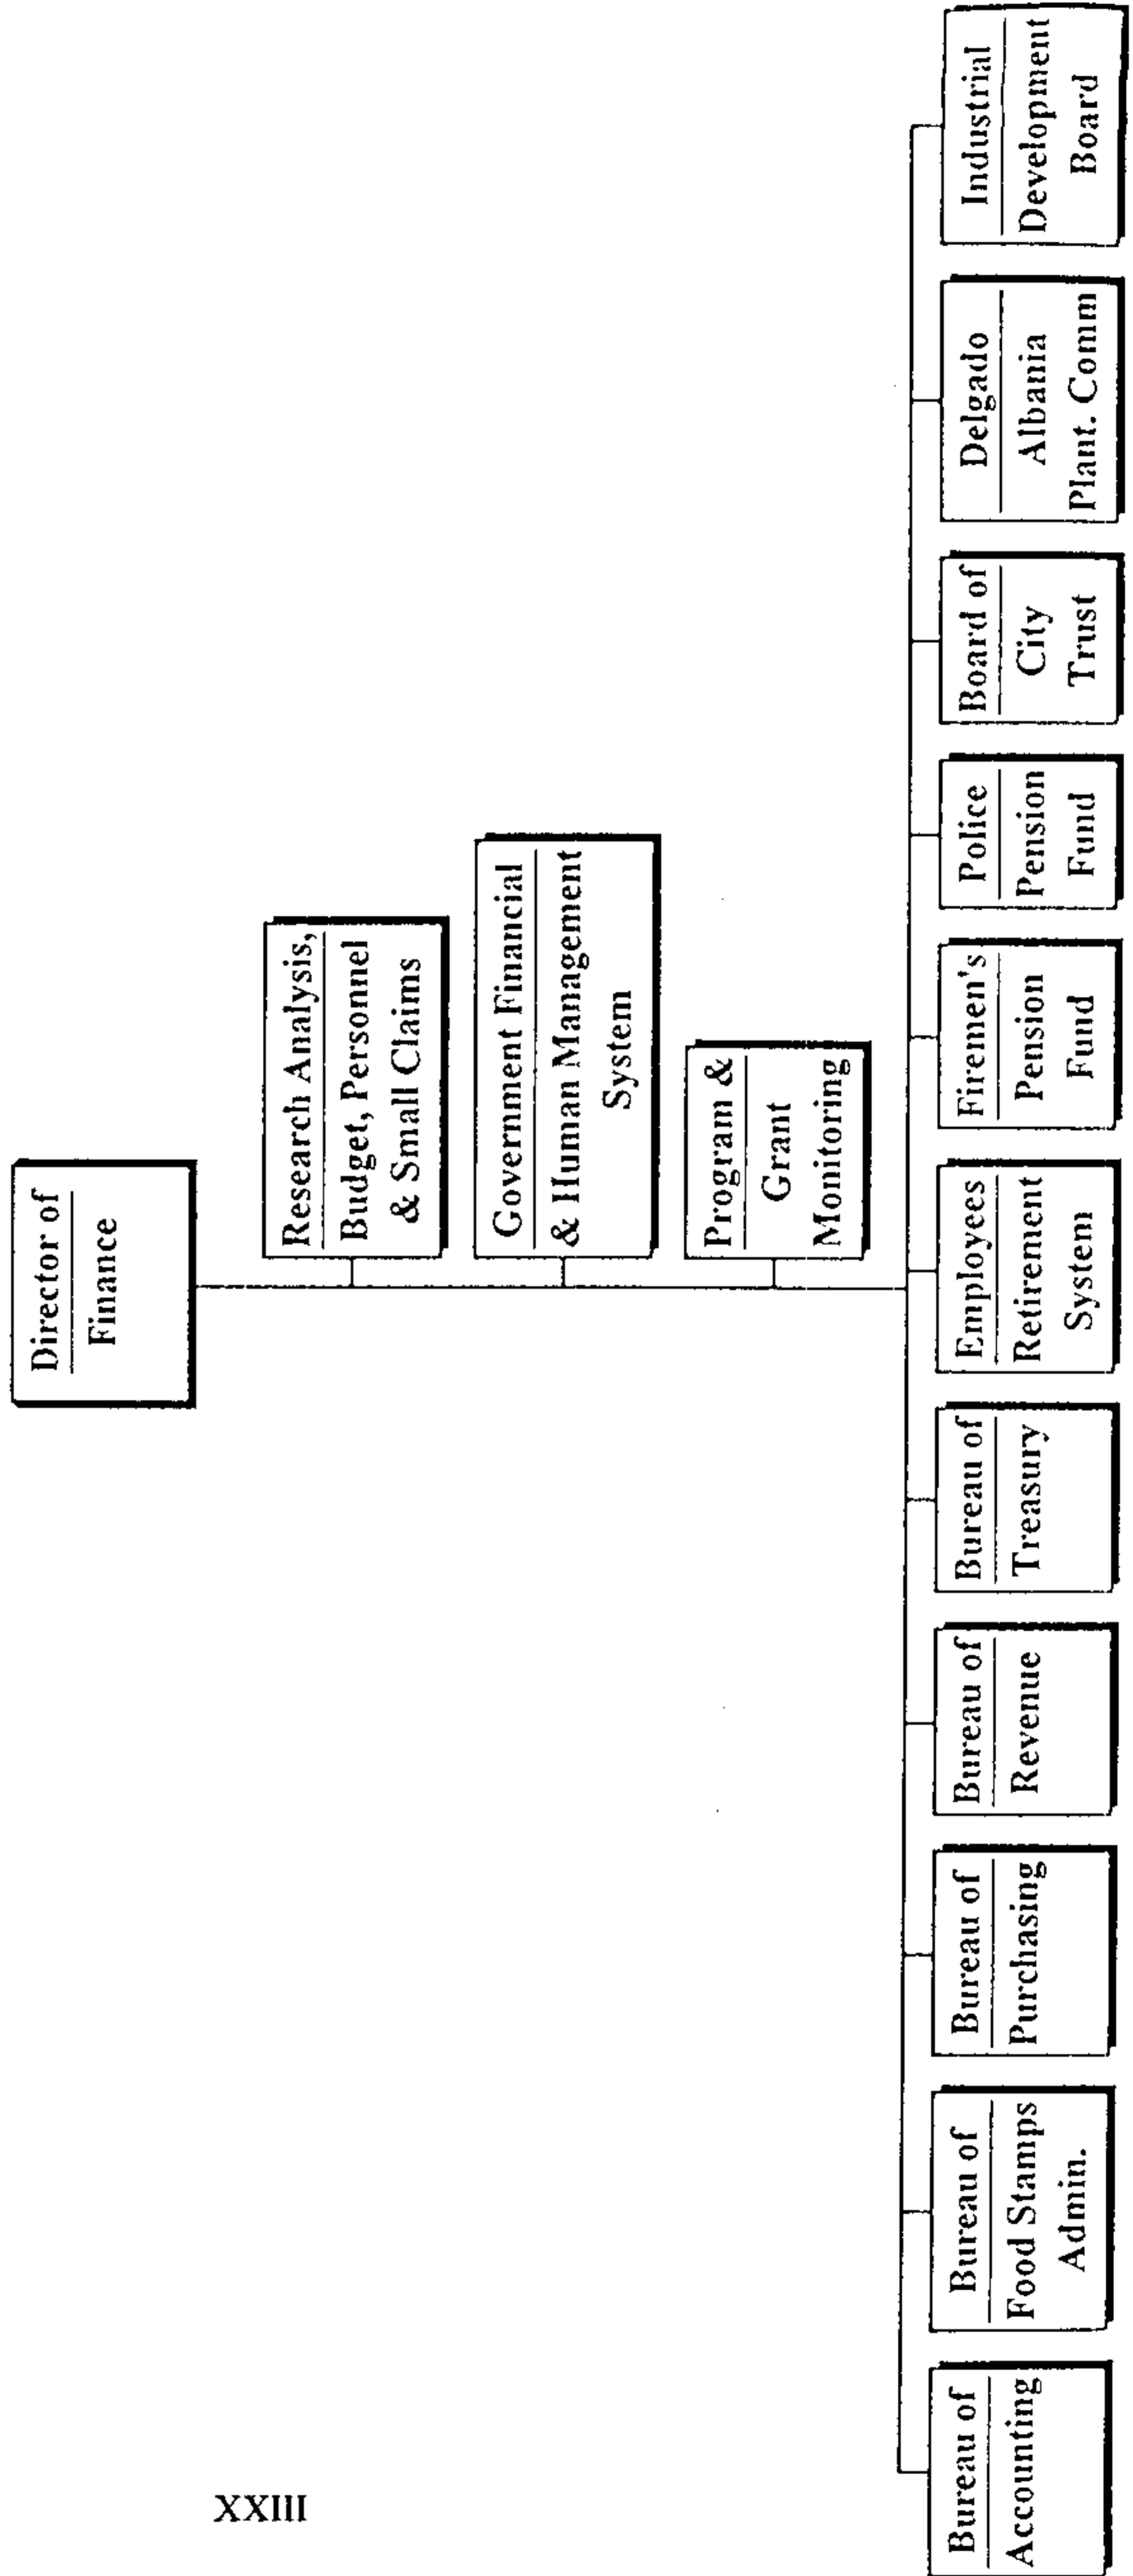 Director of
Finance
Research Analysis,
Budget, Personnel
& Small Claims
Government Financial
& Human Management
System
Program &
Grant
Monitoring
Bureau of
Accounting
Bureau of
Food Stamps
Admin.
Bureau of
Purchasing
Bureau of
Revenue
Bureau of
Treasury
Employees
Retirement
System
Firemen's
Pension
Fund
Police
Pension
Fund
Board of
City
Trust
Delgado
Albania
Plant. Comm
Industrial
Development
Board
XXIII